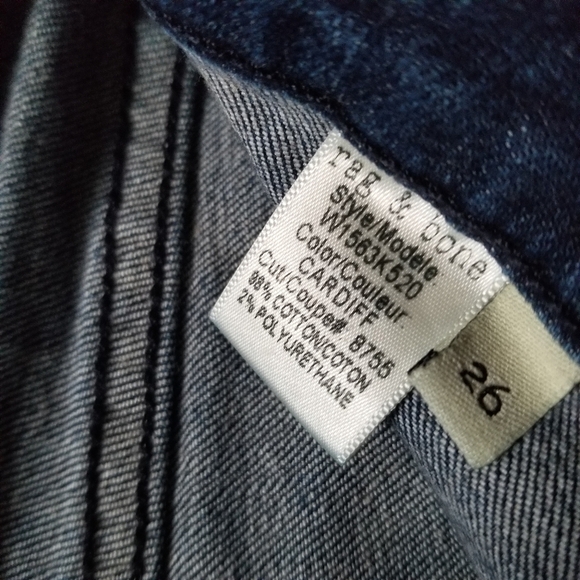 rag & bone
Style/Modele
W1563K520
Color/Couleur
CARDIFF
Cut/Coupe# 8755
98% COTTON/COTON
2% POLYURETHANE
26